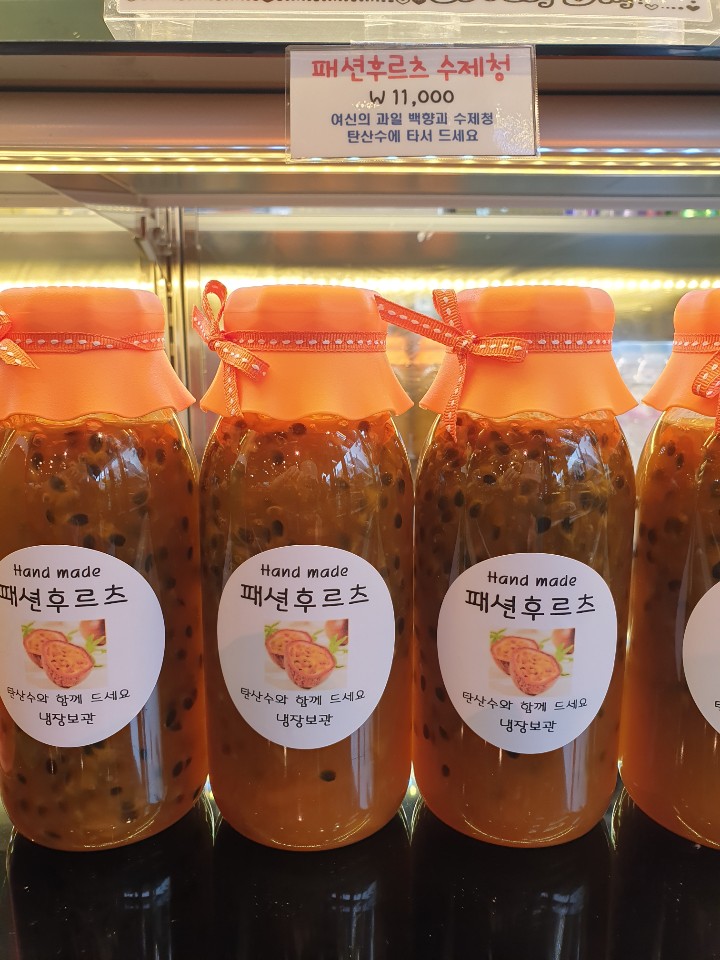 패션후르츠 수제청
₩ 11,000
여신의 과일 백향과 수제청
탄산수에 타서 드세요
Hand made
패션후르츠
탄산수와 함께 드세요
냉장보관
Hand made
패션후르츠
탄산수와 함께 드세요
냉장보관
Hand made
패션후르츠
탄산수와 함께 드세요
냉장보관